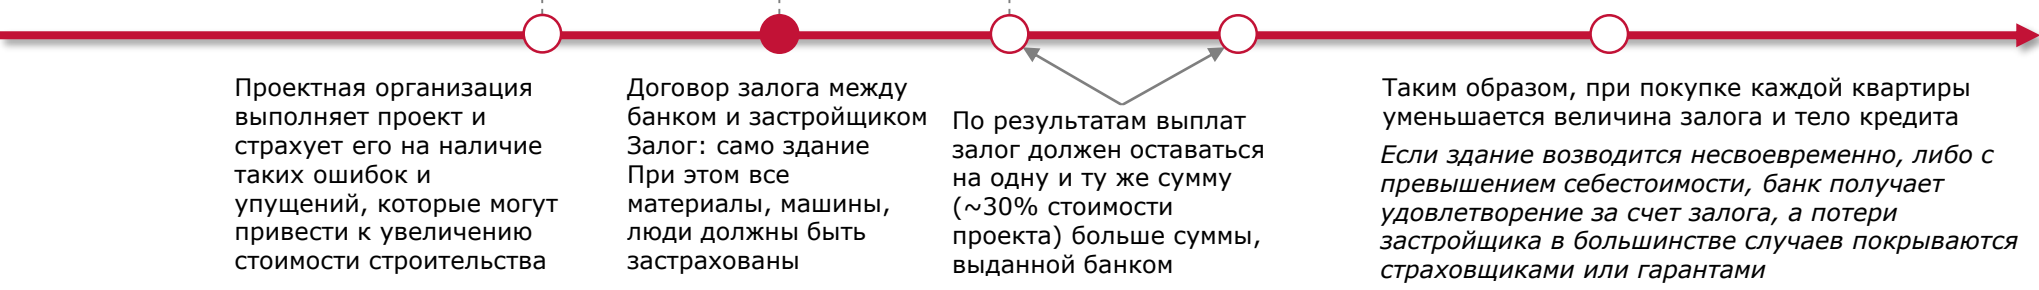 Проектная организация
выполняет проект и
страхует его на наличие
таких ошибок и
упущений, которые могут
привести к увеличению
стоимости строительства
Договор залога между
банком и застройщиком
Залог: само здание
При этом все
материалы, машины,
люди должны быть
застрахованы
По результатам выплат
залог должен оставаться
на одну и ту же сумму
(~30% стоимости
проекта) больше суммы,
выданной банком
Таким образом, при покупке каждой квартиры
уменьшается величина залога и тело кредита
Если здание возводится несвоевременно, либо с
превышением себестоимости, банк получает
удовлетворение за счет залога, а потери
застройщика в большинстве случаев покрываются
страховщиками или гарантами